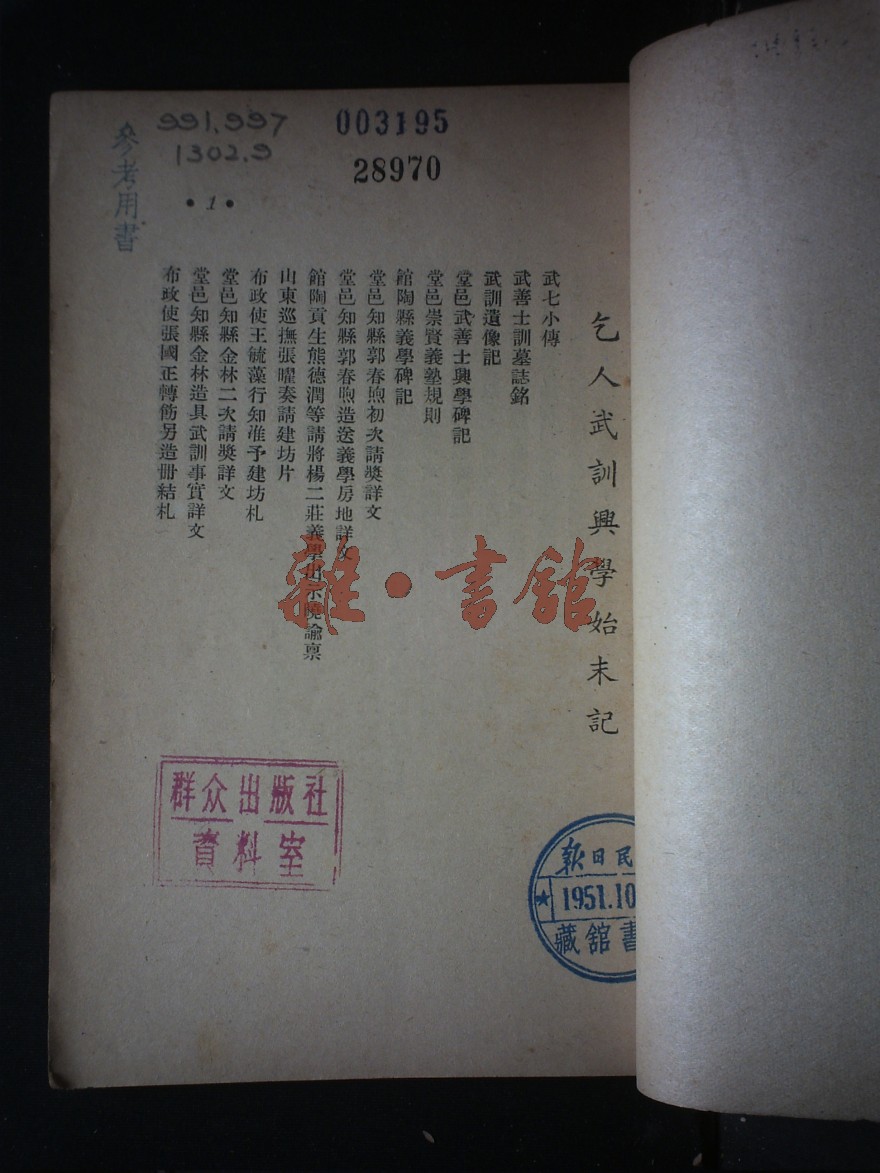 991.997
1302.9
003195
28970
參考用書
•1•
乞人武訓興學始末記
武七小傳
武善士訓墓誌銘
武訓遺像記
堂邑武善士興學碑記
堂邑崇賢義塾規則
館陶縣義學碑記
堂邑知縣郭春煦初次請獎詳文
堂邑知縣郭春煦造送義學房地詳文
館陶貢生熊德潤等請將楊二莊義學出示曉諭禀
山東巡撫張曜奏請建坊片
布政使王毓藻行知准予建坊札
堂邑知縣金林二次請獎詳文
堂邑知縣金林造具武訓事實詳文
布政使張國正轉飭另造冊結札
雜·書館
群众出版社
資料室
報日民
1951.10
藏舘書